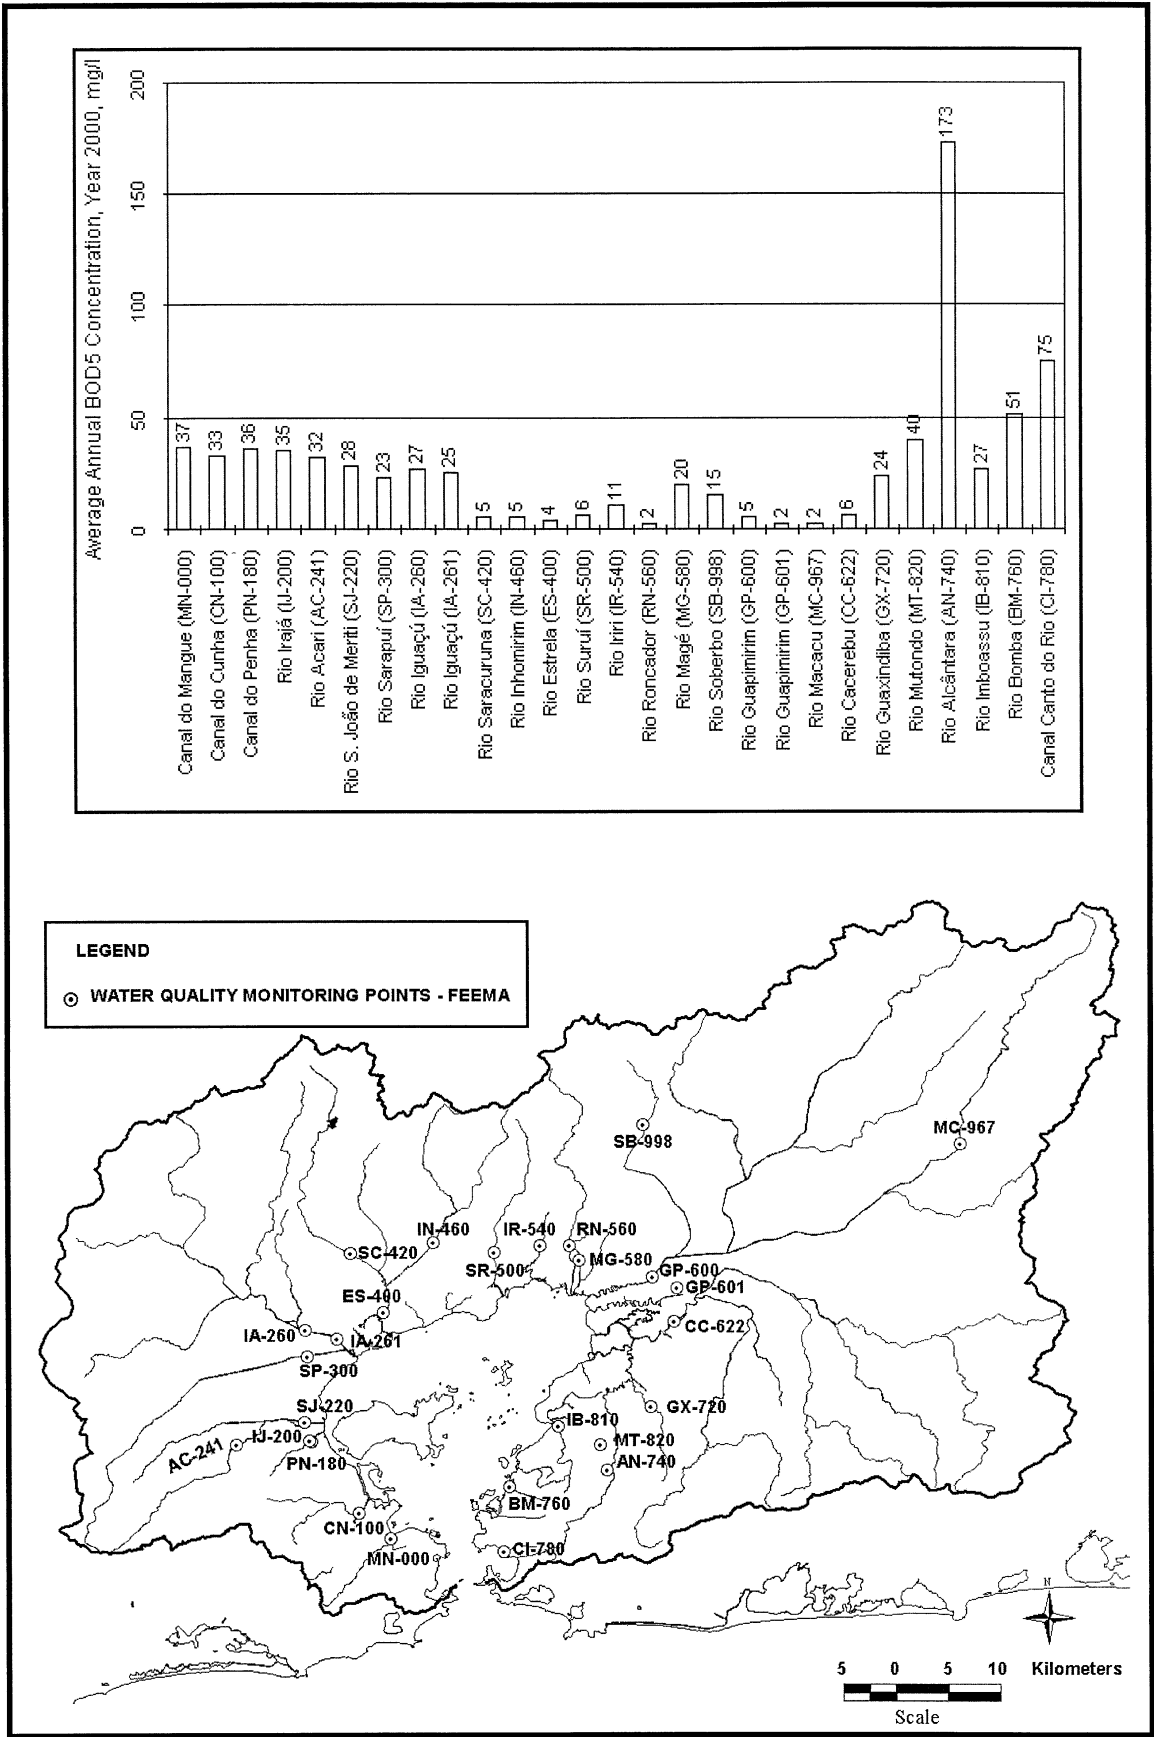 Average Annual BOD5 Concentration, Year 2000, mg/l
200
150
100
50
0
37
33
36
35
32
28
23
27
25
5
5
4
6
11
2
20
15
5
2
2
6
24
40
173
27
51
75
Canal do Mangue (MN-000)
Canal do Cunha (CN-100)
Canal do Penha (PN-180)
Rio Irajá (IJ-200)
Rio Acari (AC-241)
Rio S. João de Meriti (SJ-220)
Rio Sarapuí (SP-300)
Rio Iguaçú (IA-260)
Rio Iguaçú (IA-261)
Rio Saracuruna (SC-420)
Rio Inhomirim (IN-460)
Rio Estrela (ES-400)
Rio Suruí (SR-500)
Rio Iriri (IR-540)
Rio Roncador (RN-560)
Rio Magé (MG-580)
Rio Soberbo (SB-998)
Rio Guapimirim (GP-600)
Rio Guapimirim (GP-601)
Rio Macacu (MC-967)
Rio Cacerebu (CC-622)
Rio Guaxindiba (GX-720)
Rio Mutondo (MT-820)
Rio Alcântara (AN-740)
Rio Imboassu (IB-810)
Rio Bomba (BM-760)
Canal Canto do Rio (CI-780)
LEGEND
WATER QUALITY MONITORING POINTS - FEEMA
MC-967
SB-998
IN-460
IR-540
RN-560
SC-420
SR-500
MG-580
GP-600
GP-601
ES-400
CC-622
IA-260
IA-261
SP-300
SJ-220
GX-720
IB-810
IJ-200
MT-820
AC-241
PN-180
AN-740
BM-760
CN-100
CI-780
MN-000
N
5 0 5 10 Kilometers
Scale